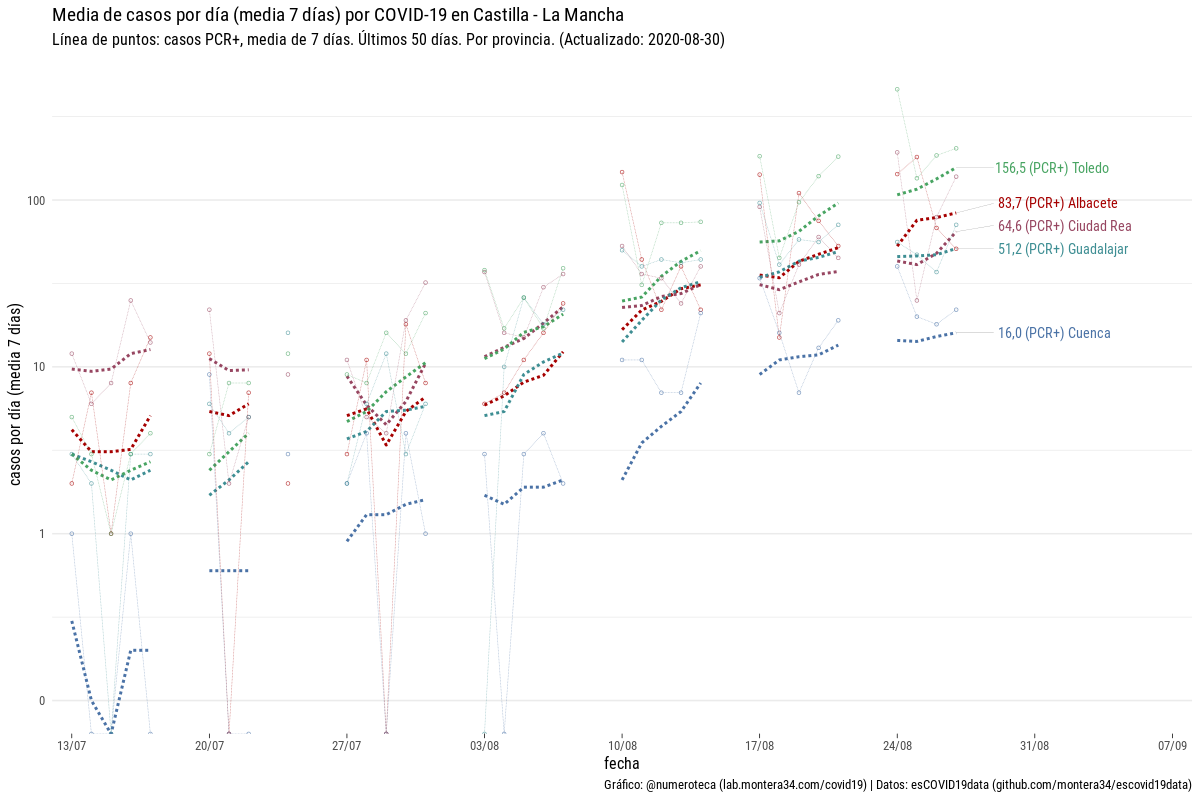 Media de casos por día (media 7 días) por COVID-19 en Castilla - La Mancha
Línea de puntos: casos PCR+, media de 7 días. Últimos 50 días. Por provincia. (Actualizado: 2020-08-30)
casos por día (media 7 días)
100
10
1
0
156,5 (PCR+) Toledo
83,7 (PCR+) Albacete
64,6 (PCR+) Ciudad Rea
51,2 (PCR+) Guadalajar
16,0 (PCR+) Cuenca
13/07
20/07
27/07
03/08
10/08
17/08
24/08
31/08
07/09
fecha
Gráfico: @numeroteca (lab.montera34.com/covid19) | Datos: esCOVID19data (github.com/montera34/escovid19data)